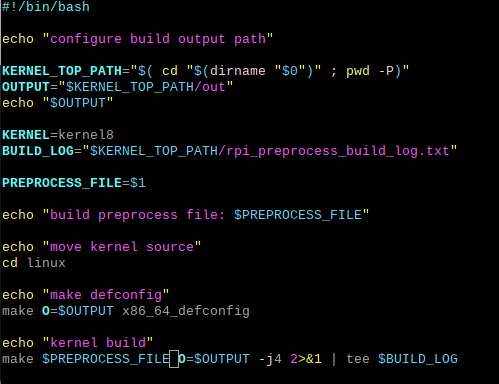 #!/bin/bash
echo "configure build output path"
KERNEL_TOP_PATH="$( cd "$(dirname "$0")" ; pwd -P)"
OUTPUT="$KERNEL_TOP_PATH/out"
echo "$OUTPUT"
KERNEL=kernel8
BUILD_LOG="$KERNEL_TOP_PATH/rpi_preprocess_build_log.txt"
PREPROCESS_FILE=$1
echo "build preprocess file: $PREPROCESS_FILE"
echo "move kernel source"
cd linux
echo "make defconfig"
make O=$OUTPUT x86_64_defconfig
echo "kernel build"
make $PREPROCESS_FILE O=$OUTPUT -j4 2>&1 | tee $BUILD_LOG